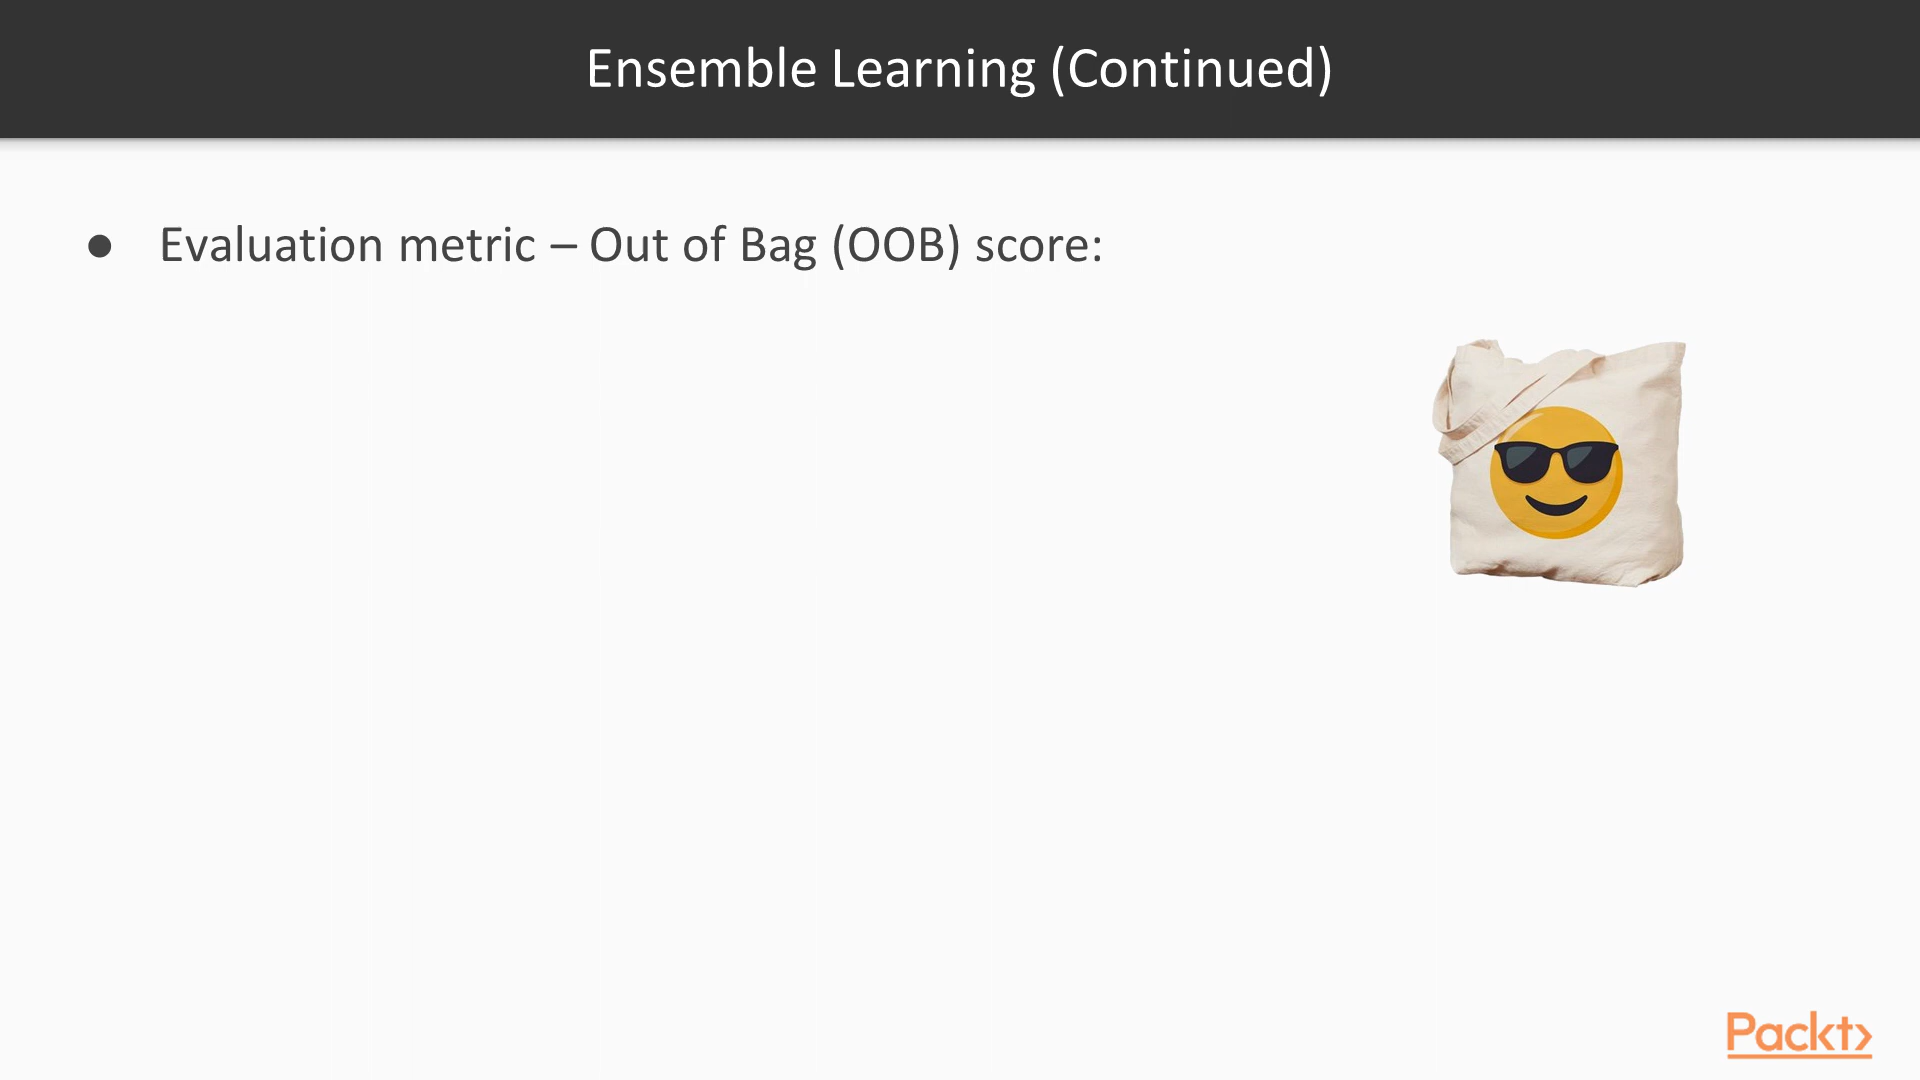 Ensemble Learning (Continued)
● Evaluation metric – Out of Bag (OOB) score:
Packt>